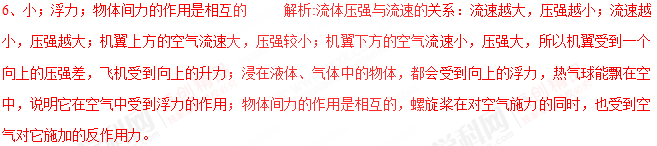 6、小；浮力；物体间力的作用是相互的 解析:流体压强与流速的关系：流速越大，压强越小；流速越
小，压强越大；机翼上方的空气流速大，压强较小；机翼下方的空气流速小，压强大，所以机翼受到一个
向上的压强差，飞机受到向上的升力；浸在液体、气体中的物体，都会受到向上的浮力，热气球能飘在空
中，说明它在空气中受到浮力的作用；物体间力的作用是相互的，螺旋桨在对空气施力的同时，也受到空
气对它施加的反作用力。